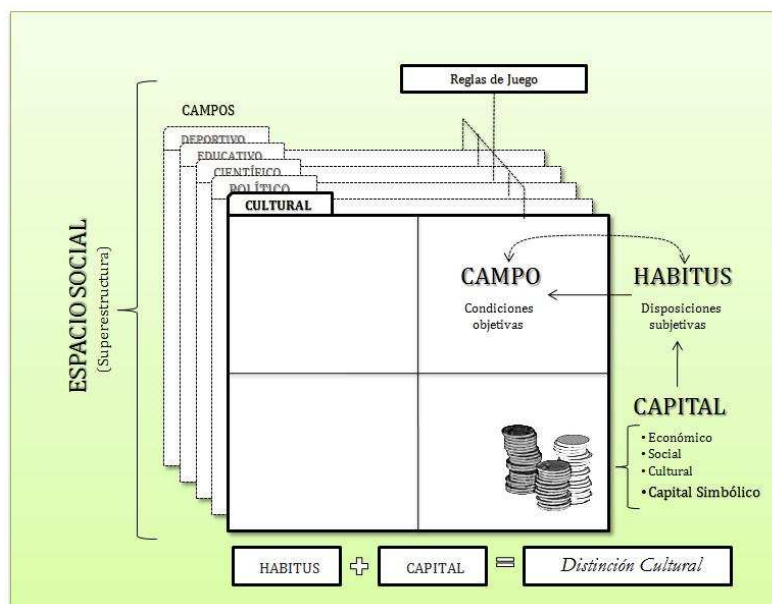 Reglas de Juego
CAMPOS
DEPORTIVO
EDUCATIVO
CIENTÍFICO
POLÍTICO
CULTURAL
ESPACIO SOCIAL
(Superestructura)
CAMPO
Condiciones
objetivas
HABITUS
Disposiciones
subjetivas
CAPITAL
• Económico
• Social
• Cultural
• Capital Simbólico
HABITUS + CAPITAL = Distinción Cultural